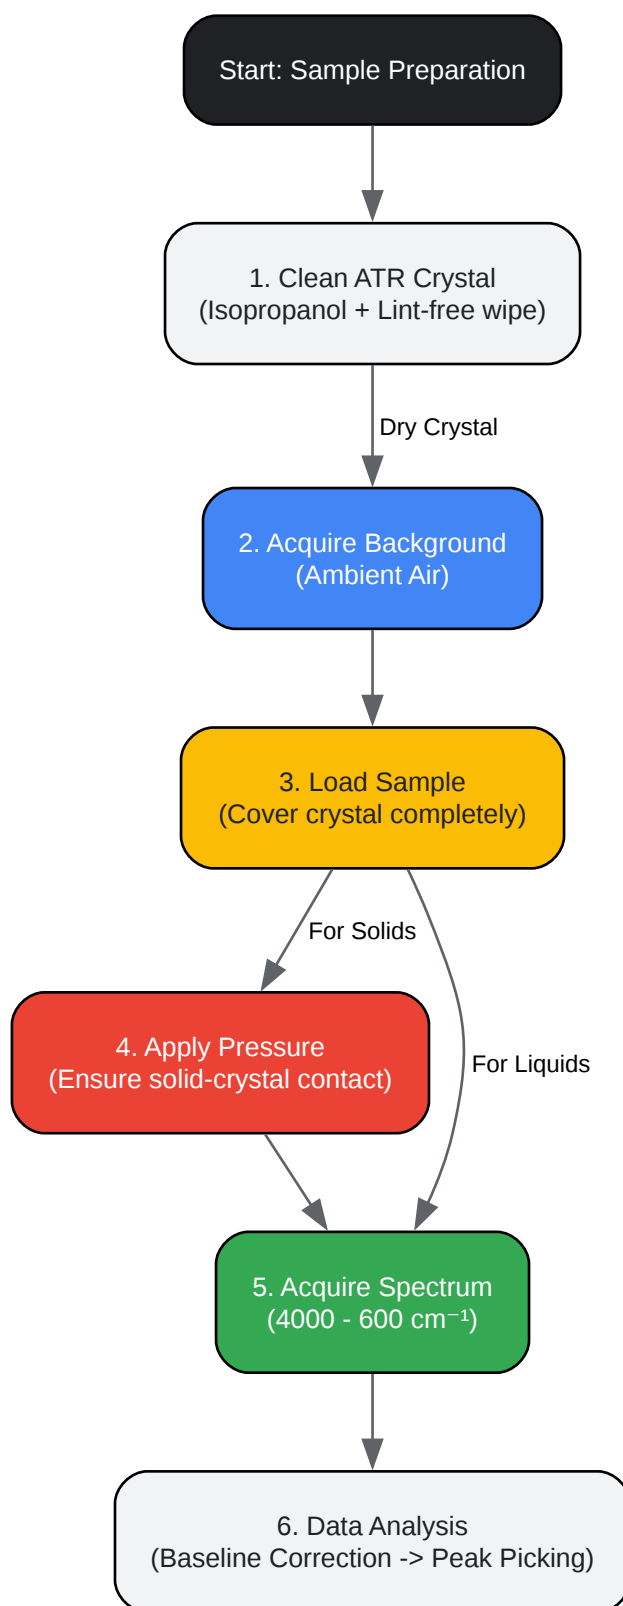 Start: Sample Preparation
1. Clean ATR Crystal
(Isopropanol + Lint-free wipe)
Dry Crystal
2. Acquire Background
(Ambient Air)
3. Load Sample
(Cover crystal completely)
For Solids
4. Apply Pressure
(Ensure solid-crystal contact)
For Liquids
5. Acquire Spectrum
(4000 - 600 cm⁻¹)
6. Data Analysis
(Baseline Correction -> Peak Picking)